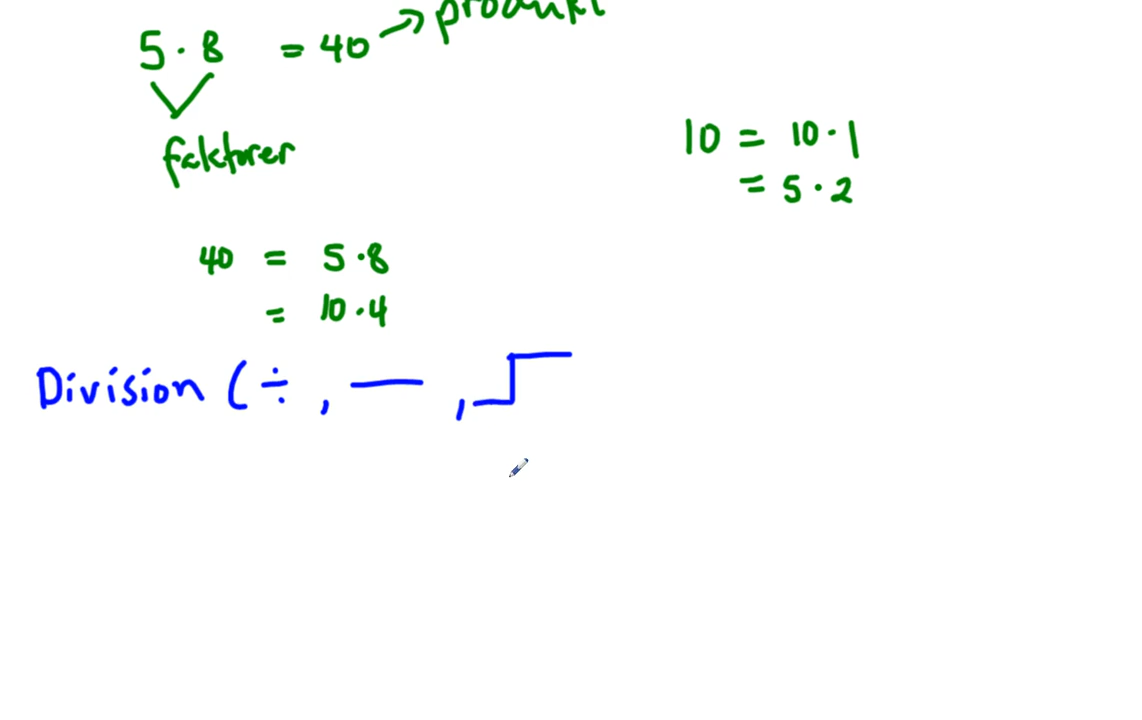 5 · 8 = 40 → produkt
faktorer
10 = 10 · 1
= 5 · 2
40 = 5 · 8
= 10 · 4
Division ( ÷ , — ,